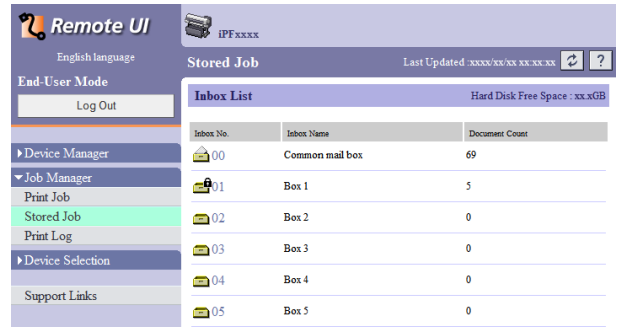 Remote UI
English language
End-User Mode
Log Out
Device Manager
Job Manager
Print Job
Stored Job
Print Log
Device Selection
Support Links
iPFxxxx
Stored Job
Last Updated :xxxx/xx/xx xx:xx:xx ?
Inbox List Hard Disk Free Space : xx.xGB
Inbox No. Inbox Name Document Count
00 Common mail box 69
01 Box 1 5
02 Box 2 0
03 Box 3 0
04 Box 4 0
05 Box 5 0